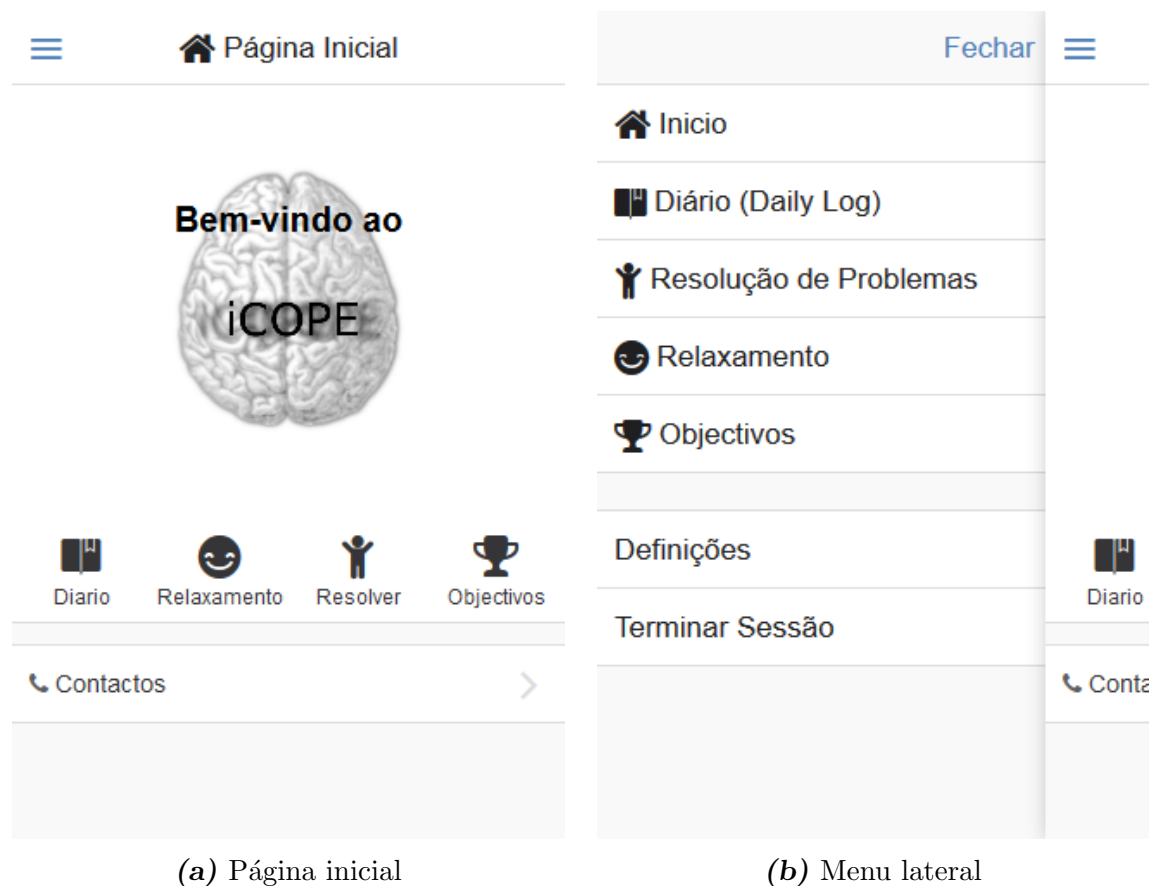 Página Inicial
Bem-vindo ao
iCOPE
Diario
Relaxamento
Resolver
Objectivos
Contactos
(a) Página inicial
Fechar
Inicio
Diário (Daily Log)
Resolução de Problemas
Relaxamento
Objectivos
Definições
Terminar Sessão
Diario
Conta
(b) Menu lateral